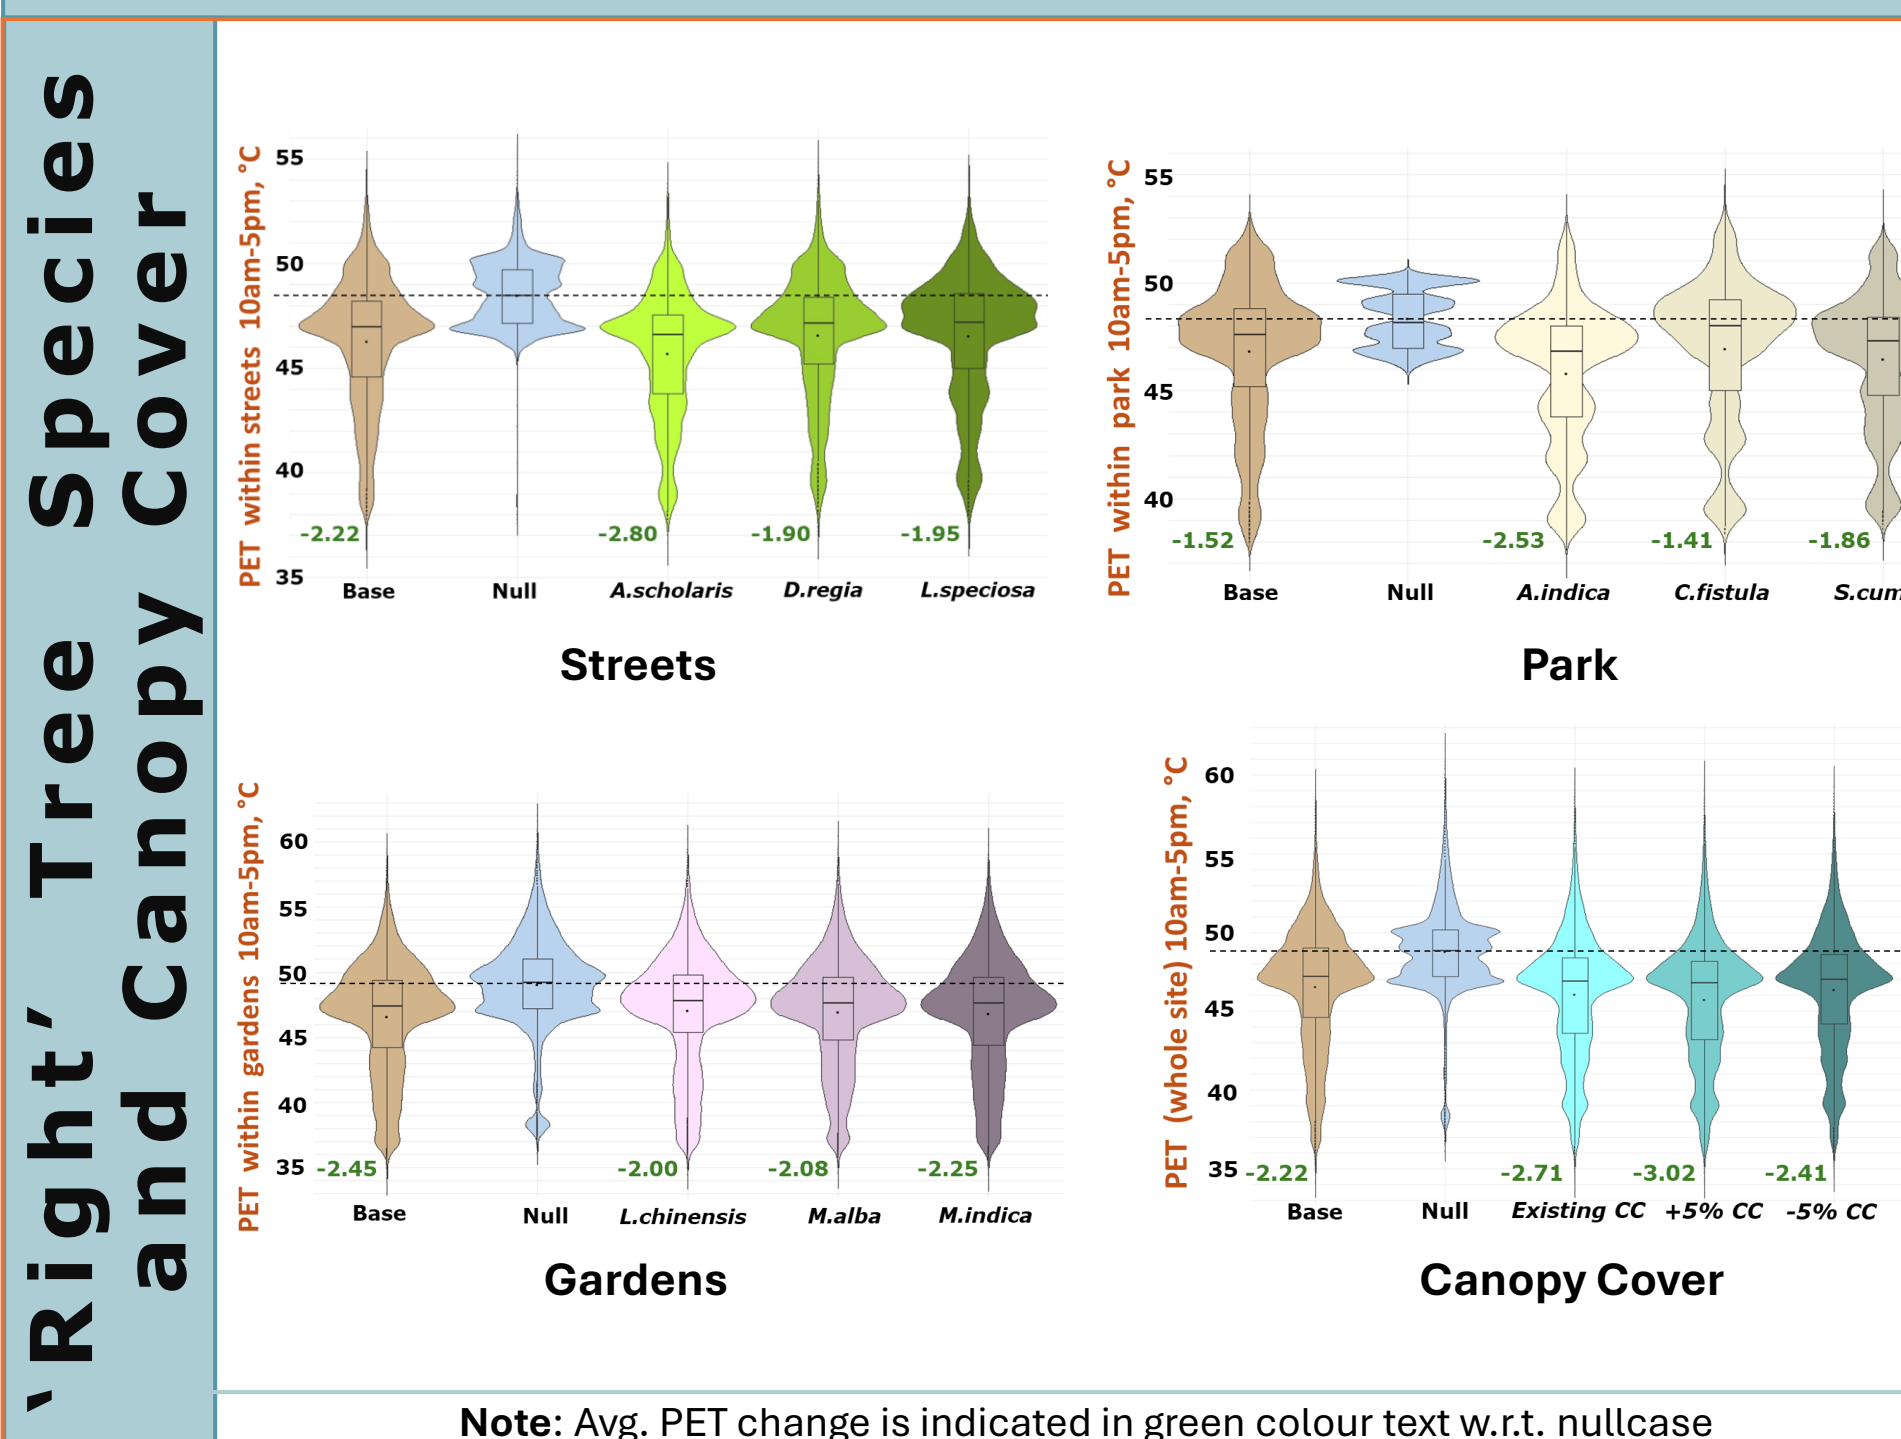 ‘Right’ Tree Species
and Canopy Cover
PET within streets 10am-5pm, °C
55
50
45
40
35
-2.22
-2.80
-1.90
-1.95
Base
Null
A.scholaris
D.regia
L.speciosa
Streets
PET within park 10am-5pm, °C
55
50
45
40
-1.52
-2.53
-1.41
-1.86
Base
Null
A.indica
C.fistula
S.cum
Park
PET within gardens 10am-5pm, °C
60
55
50
45
40
35
-2.45
-2.00
-2.08
-2.25
Base
Null
L.chinensis
M.alba
M.indica
Gardens
PET (whole site) 10am-5pm, °C
60
55
50
45
40
35
-2.22
-2.71
-3.02
-2.41
Base
Null
Existing CC
+5% CC
-5% CC
Canopy Cover
Note: Avg. PET change is indicated in green colour text w.r.t. nullcase